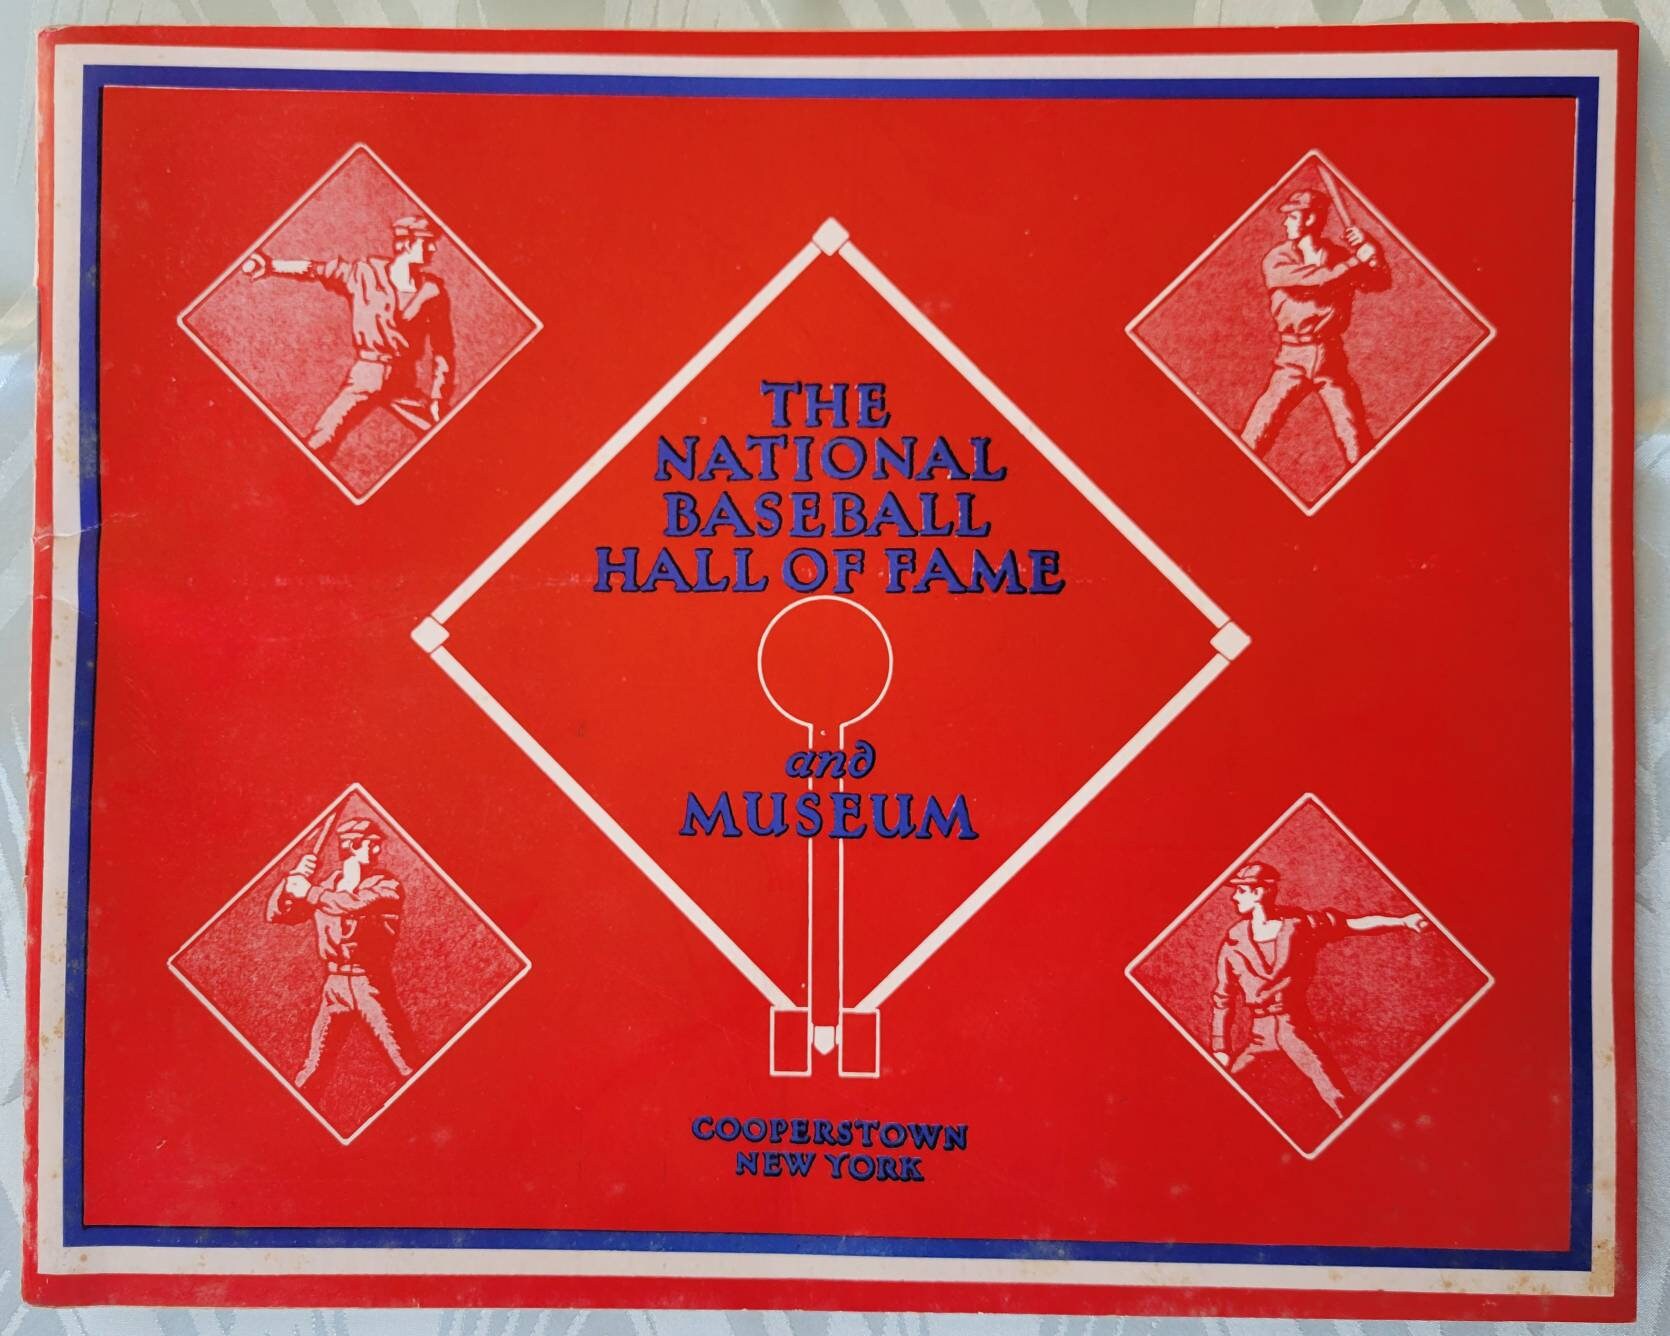 THE
NATIONAL
BASEBALL
HALL OF FAME
and
MUSEUM
COOPERSTOWN
NEW YORK